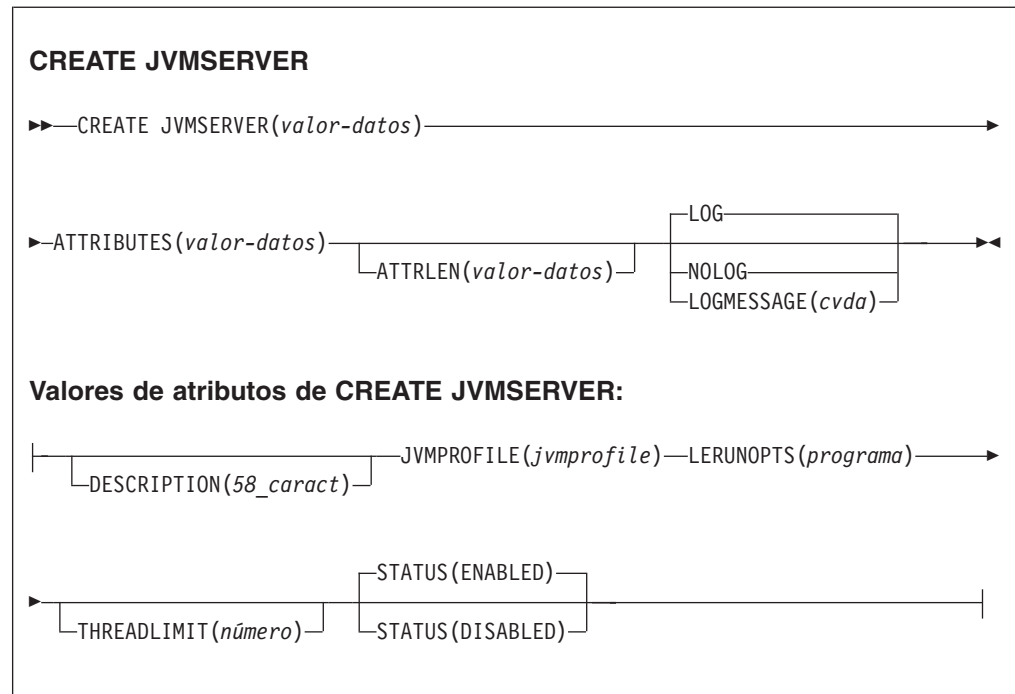 CREATE JVMSERVER
CREATE JVMSERVER(valor-datos)
LOG
ATTRIBUTES(valor-datos)
ATTRLEN(valor-datos)
NOLOG
LOGMESSAGE(cvda)
Valores de atributos de CREATE JVMSERVER:
JVMPROFILE(jvmprofile) LERUNOPTS(programa)
DESCRIPTION(58_caract)
STATUS(ENABLED)
THREADLIMIT(número)
STATUS(DISABLED)